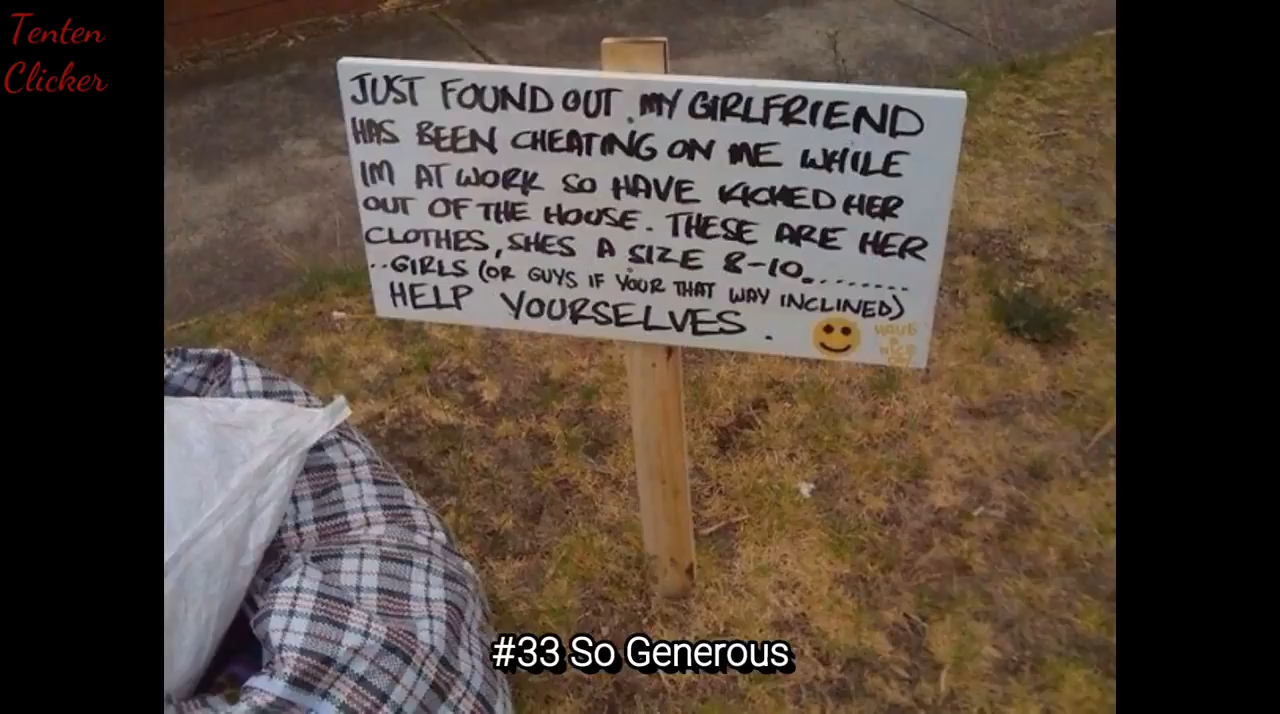 Tenten
Clicker
JUST FOUND OUT. MY GIRLFRIEND
HAS BEEN CHEATING ON ME WHILE
IM AT WORK SO HAVE KICKED HER
OUT OF THE HOUSE. THESE ARE HER
CLOTHES, SHES A SIZE 8-10.........
..GIRLS (OR GUYS IF YOUR THAT WAY INCLINED)
HELP YOURSELVES.
HAVE
A
NICE
#33 So Generous